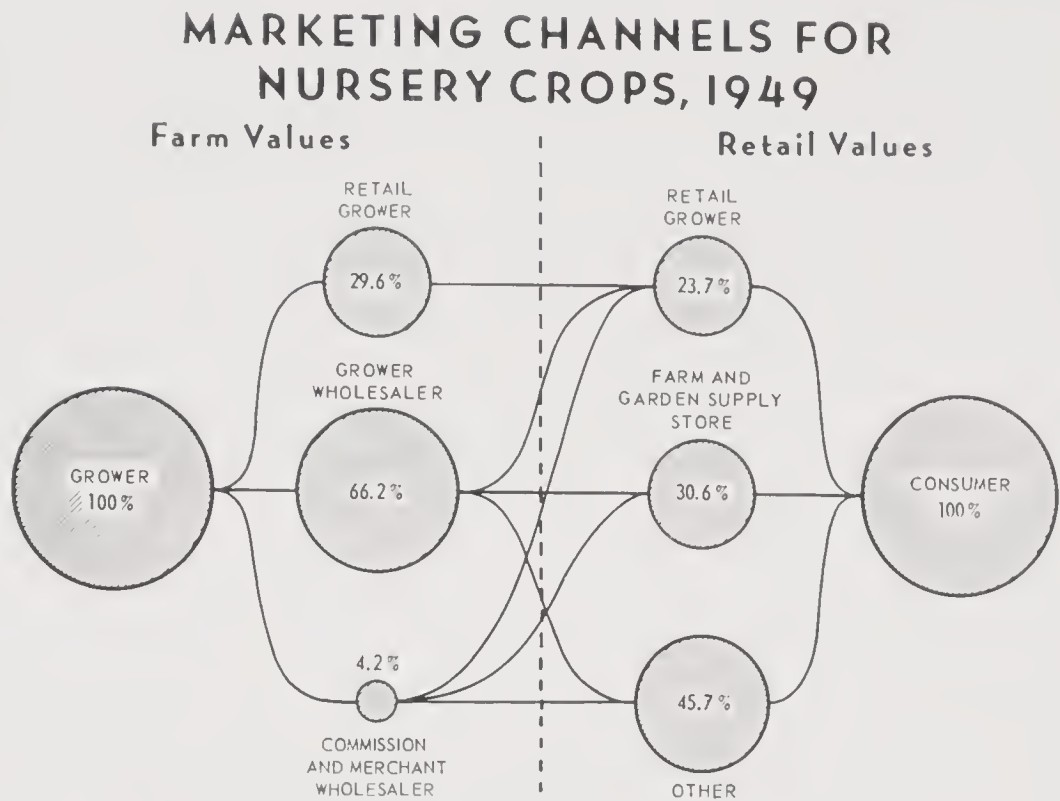 MARKETING CHANNELS FOR
NURSERY CROPS, 1949
Farm Values
Retail Values
RETAIL
GROWER
29.6%
GROWER
WHOLESALER
66.2%
GROWER
100%
4.2%
COMMISSION
AND MERCHANT
WHOLESALER
RETAIL
GROWER
23.7%
FARM AND
GARDEN SUPPLY
STORE
30.6%
45.7%
OTHER
CONSUMER
100%